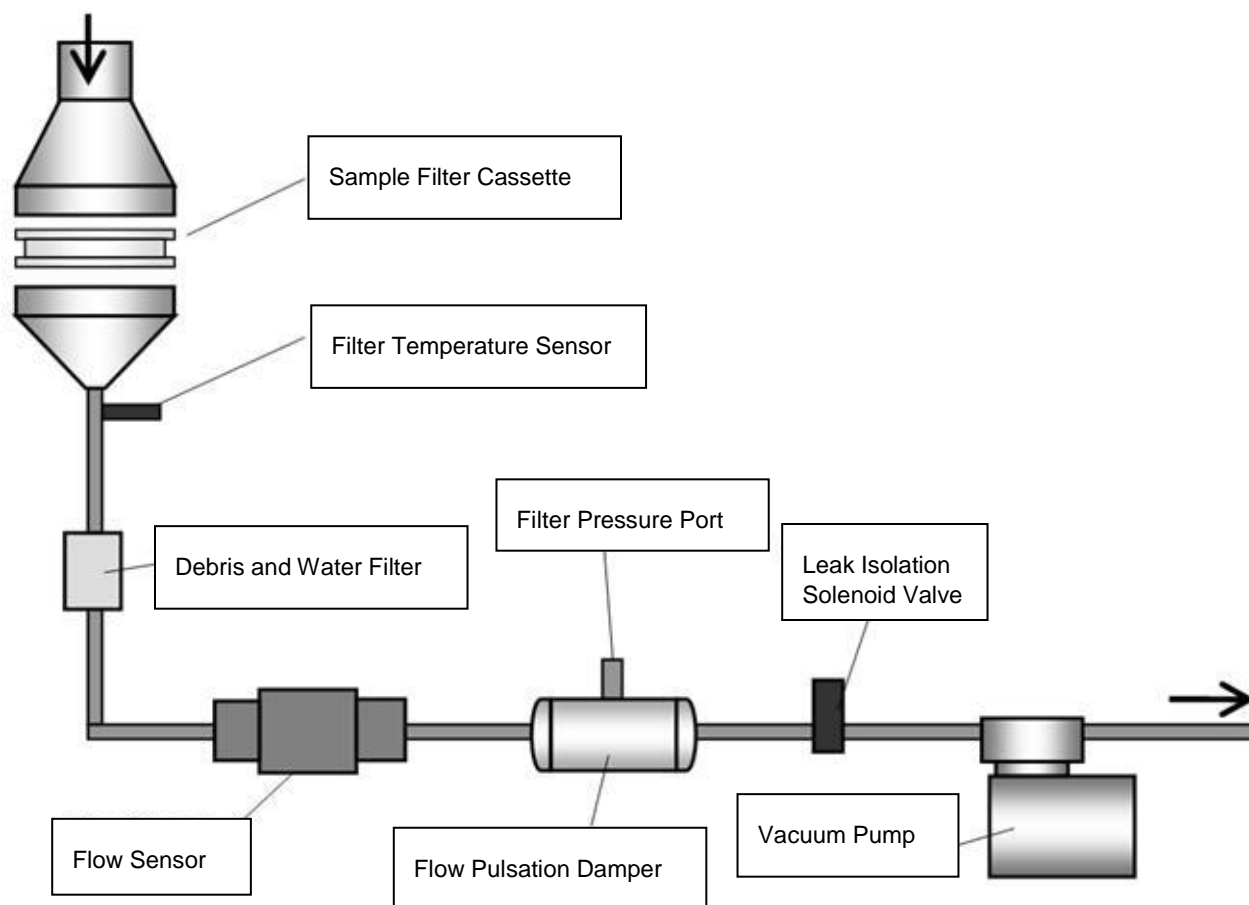 Sample Filter Cassette
Filter Temperature Sensor
Filter Pressure Port
Debris and Water Filter
Leak Isolation
Solenoid Valve
Flow Sensor
Flow Pulsation Damper
Vacuum Pump